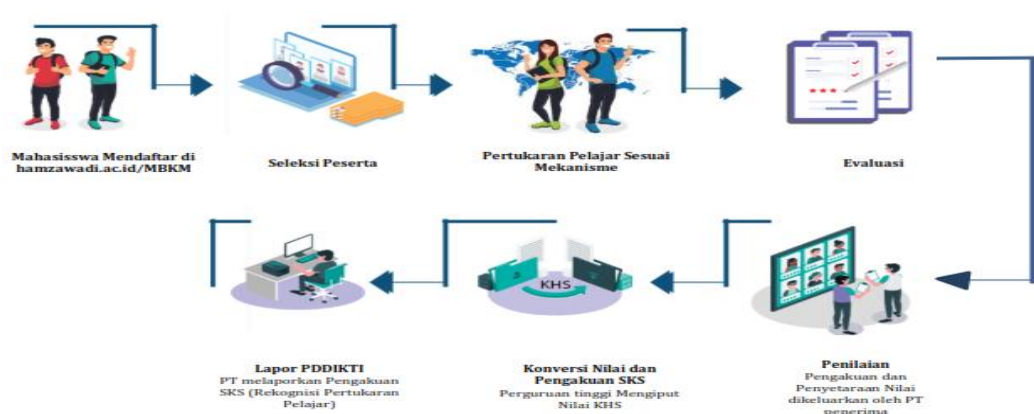 Mahasisswa Mendaftar di
hamzawadi.ac.id/MBKM
Seleksi Peserta
Pertukaran Pelajar Sesuai
Mekanisme
Evaluasi
Lapor PDDIKTI
PT melaporkan Pengakuan
SKS (Rekognisi Pertukaran
Pelajar)
KHS
Konversi Nilai dan
Pengakuan SKS
Perguruan tinggi Mengiput
Nilai KHS
Penilaian
Pengakuan dan
Penyetaraan Nilai
dikeluarkan oleh PT
penerima